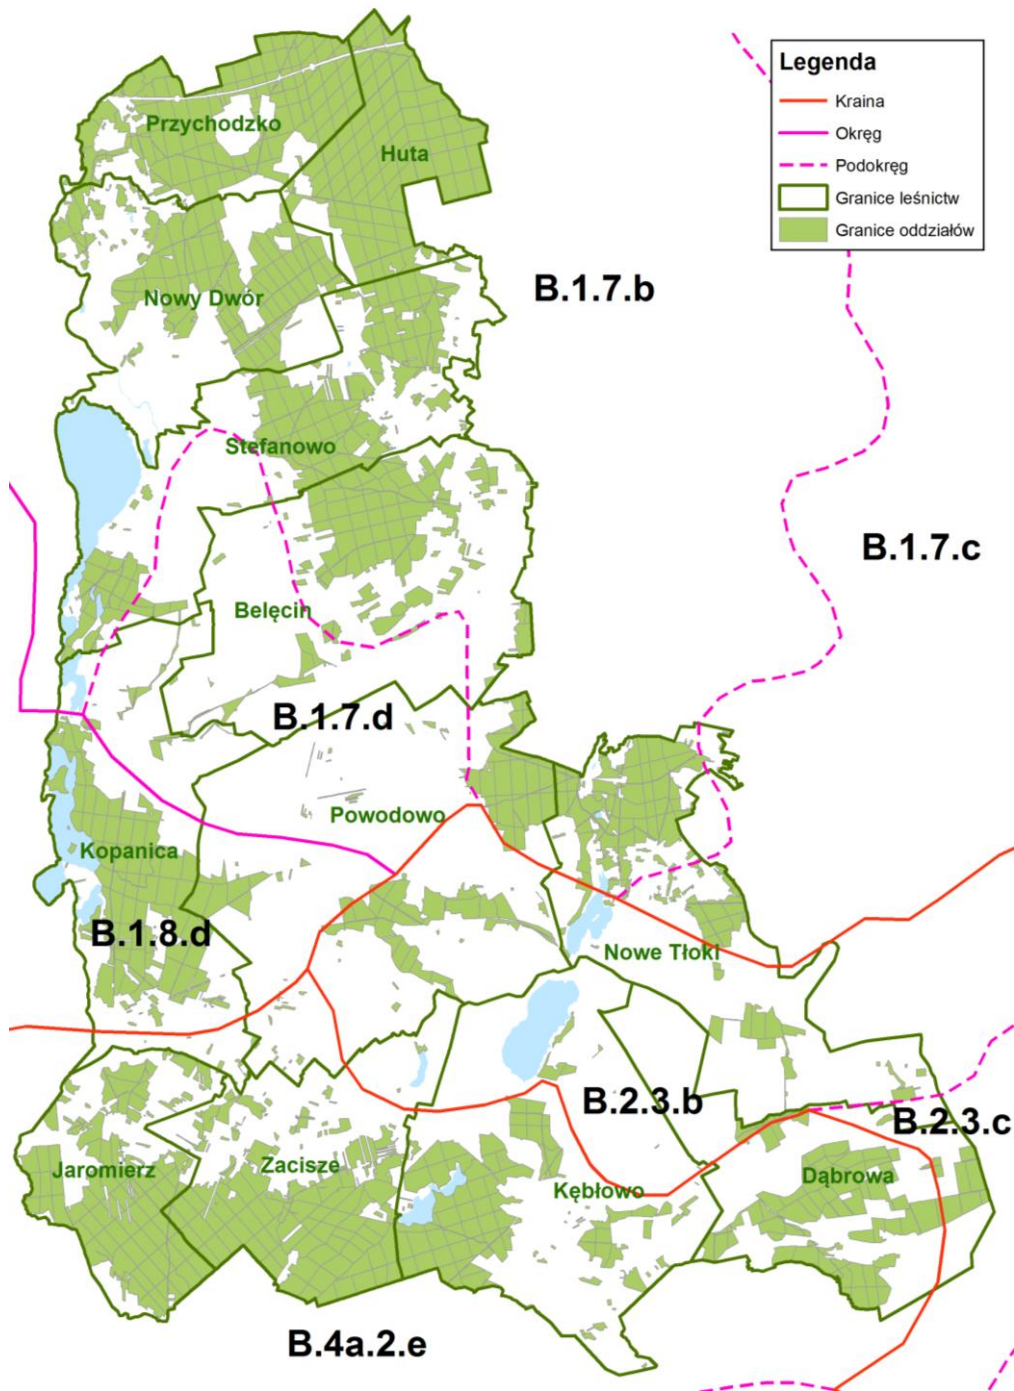 Legenda
Kraina
Okręg
Podokręg
Granice leśnictw
Granice oddziałów
Przychodzko
Huta
B.1.7.b
Nowy Dwór
Stefanowo
B.1.7.c
Belęcin
B.1.7.d
Powodowo
Kopanica
B.1.8.d
Nowe Tłoki
B.2.3.b
B.2.3.c
Jaromierz
Zacisze
Kębłowo
Dąbrowa
B.4a.2.e